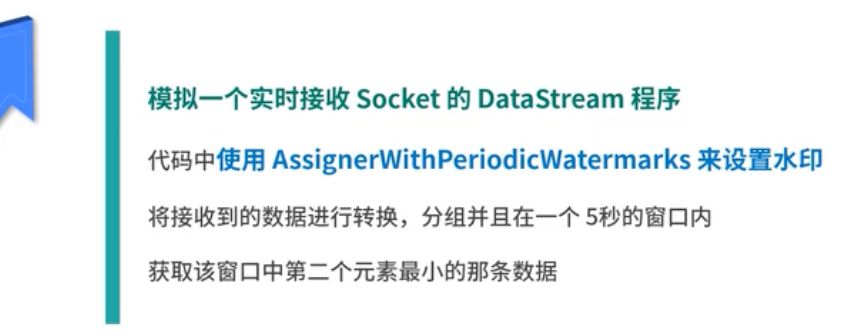 模拟一个实时接收 Socket 的 DataStream 程序
代码中使用 AssignerWithPeriodicWatermarks 来设置水印
将接收到的数据进行转换，分组并且在一个 5秒的窗口内
获取该窗口中第二个元素最小的那条数据